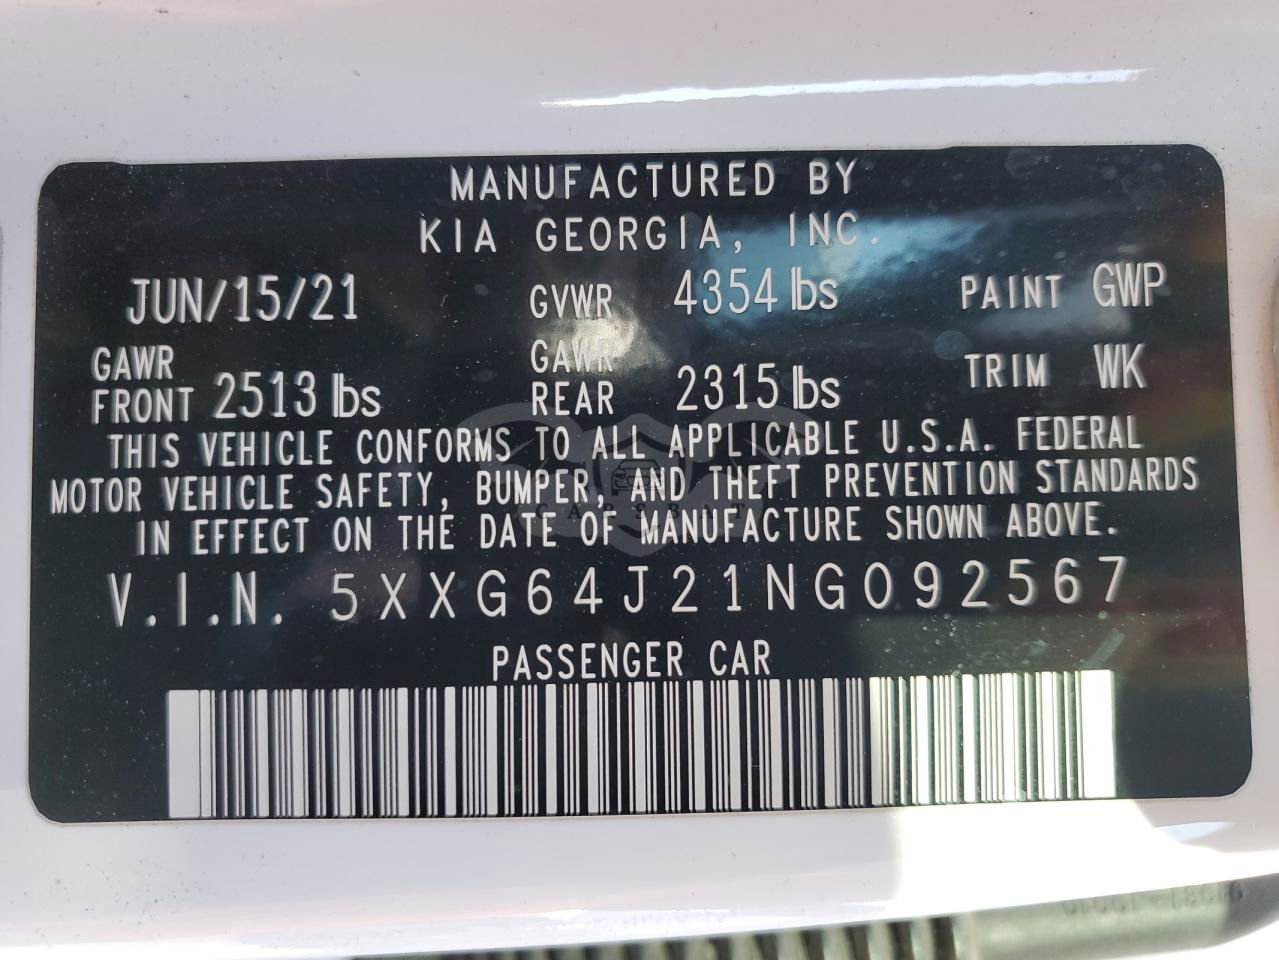 MANUFACTURED BY
KIA GEORGIA, INC.
JUN/15/21 GVWR 4354 lbs PAINT GWP
GAWR FRONT 2513 lbs GAWR REAR 2315 lbs TRIM WK
THIS VEHICLE CONFORMS TO ALL APPLICABLE U.S.A. FEDERAL
MOTOR VEHICLE SAFETY, BUMPER, AND THEFT PREVENTION STANDARDS
IN EFFECT ON THE DATE OF MANUFACTURE SHOWN ABOVE.
V.I.N. 5XXG64J21NG092567
PASSENGER CAR